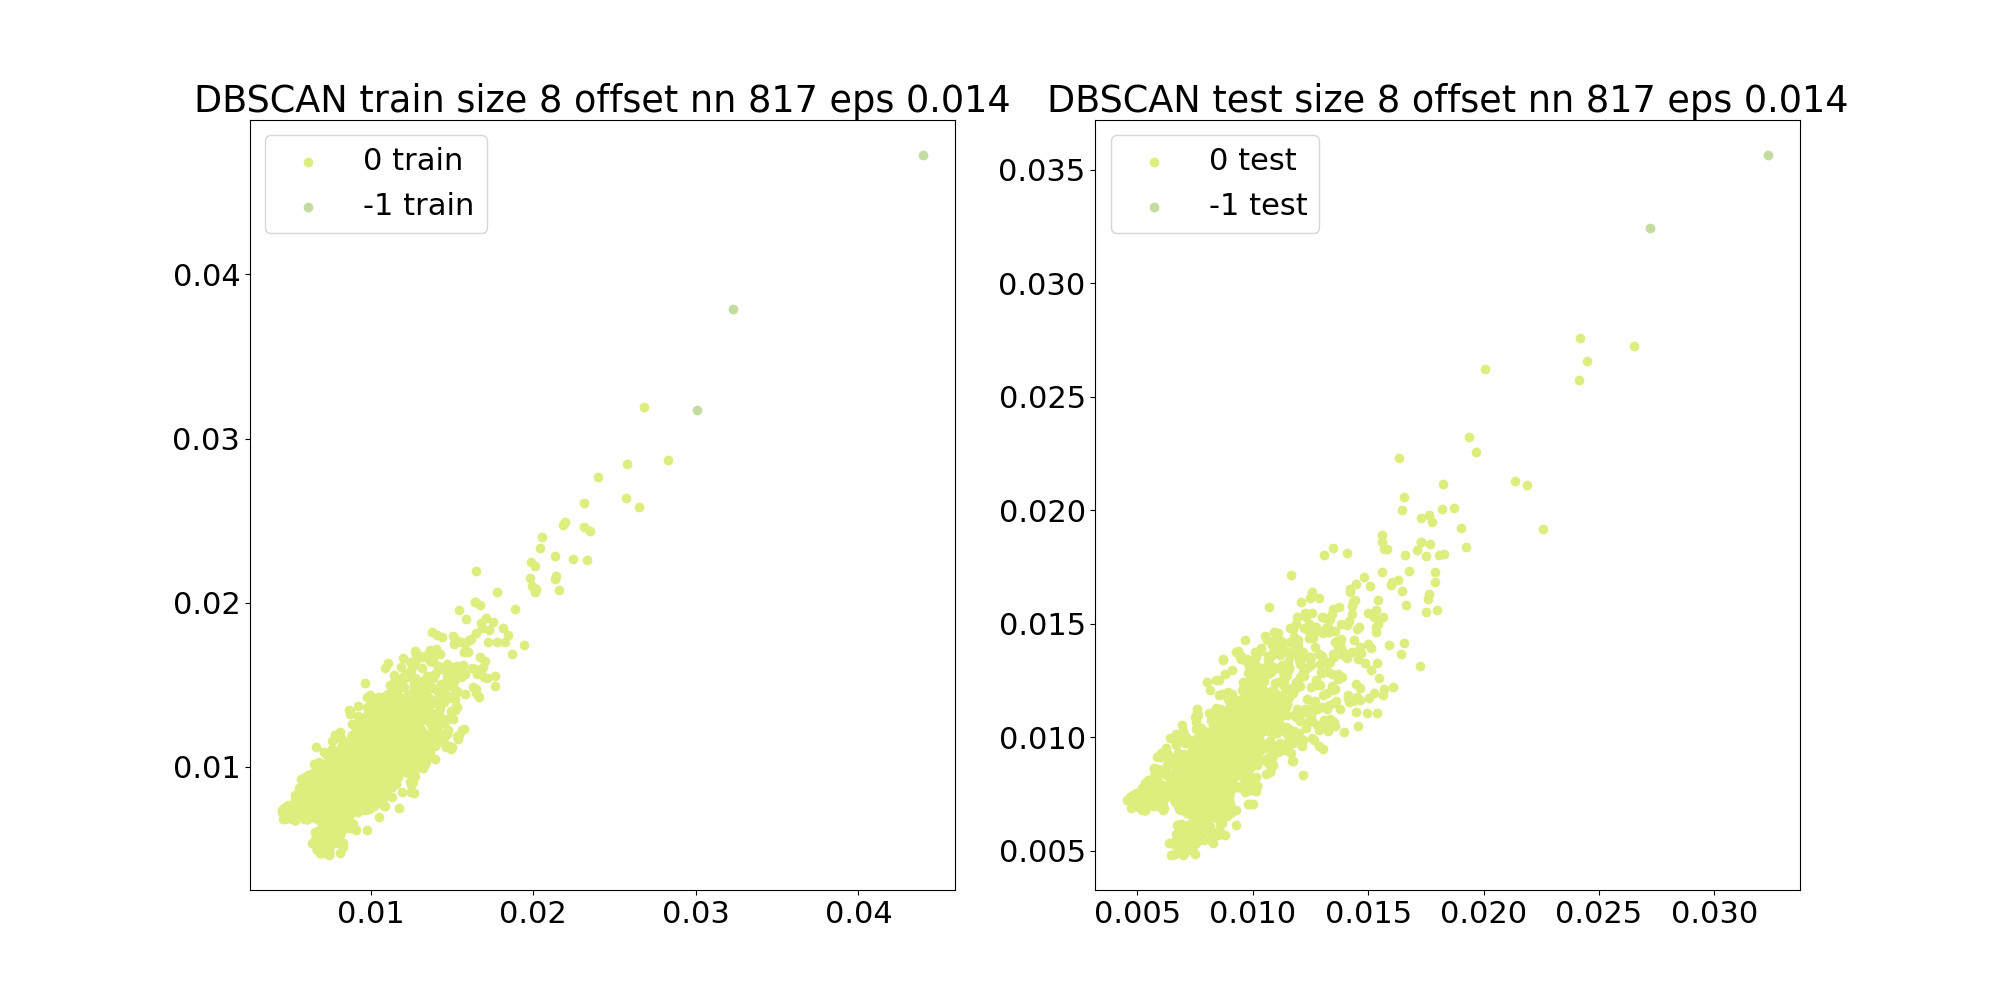 DBSCAN train size 8 offset nn 817 eps 0.014
0 train
-1 train
0.04
0.03
0.02
0.01
0.01 0.02 0.03 0.04
DBSCAN test size 8 offset nn 817 eps 0.014
0 test
-1 test
0.035
0.030
0.025
0.020
0.015
0.010
0.005
0.005 0.010 0.015 0.020 0.025 0.030